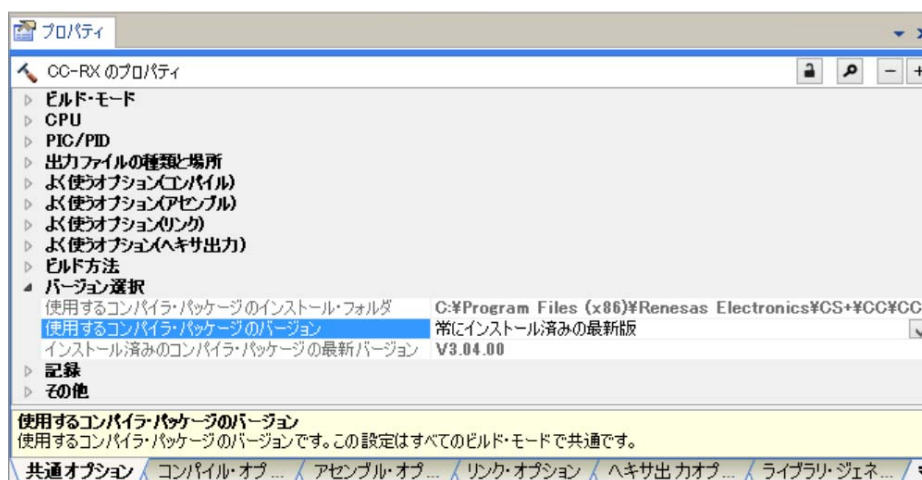 プロパティ
CC-RX のプロパティ
ビルド・モード
CPU
PIC/PID
出力ファイルの種類と場所
よく使うオプション(コンパイル)
よく使うオプション(アセンブル)
よく使うオプション(リンク)
よく使うオプション(ヘキサ出力)
ビルド方法
バージョン選択
使用するコンパイラ・パッケージのインストール・フォルダ C:¥Program Files (x86)¥Renesas Electronics¥CS+¥CC¥CC
使用するコンパイラ・パッケージのバージョン 常にインストール済みの最新版
インストール済みのコンパイラ・パッケージの最新バージョン V3.04.00
記録
その他
使用するコンパイラ・パッケージのバージョン
使用するコンパイラ・パッケージのバージョンです。この設定はすべてのビルド・モードで共通です。
共通オプション コンパイル・オプ... アセンブル・オプ... リンク・オプション ヘキサ出力オプ... ライブラリ・ジェネ...